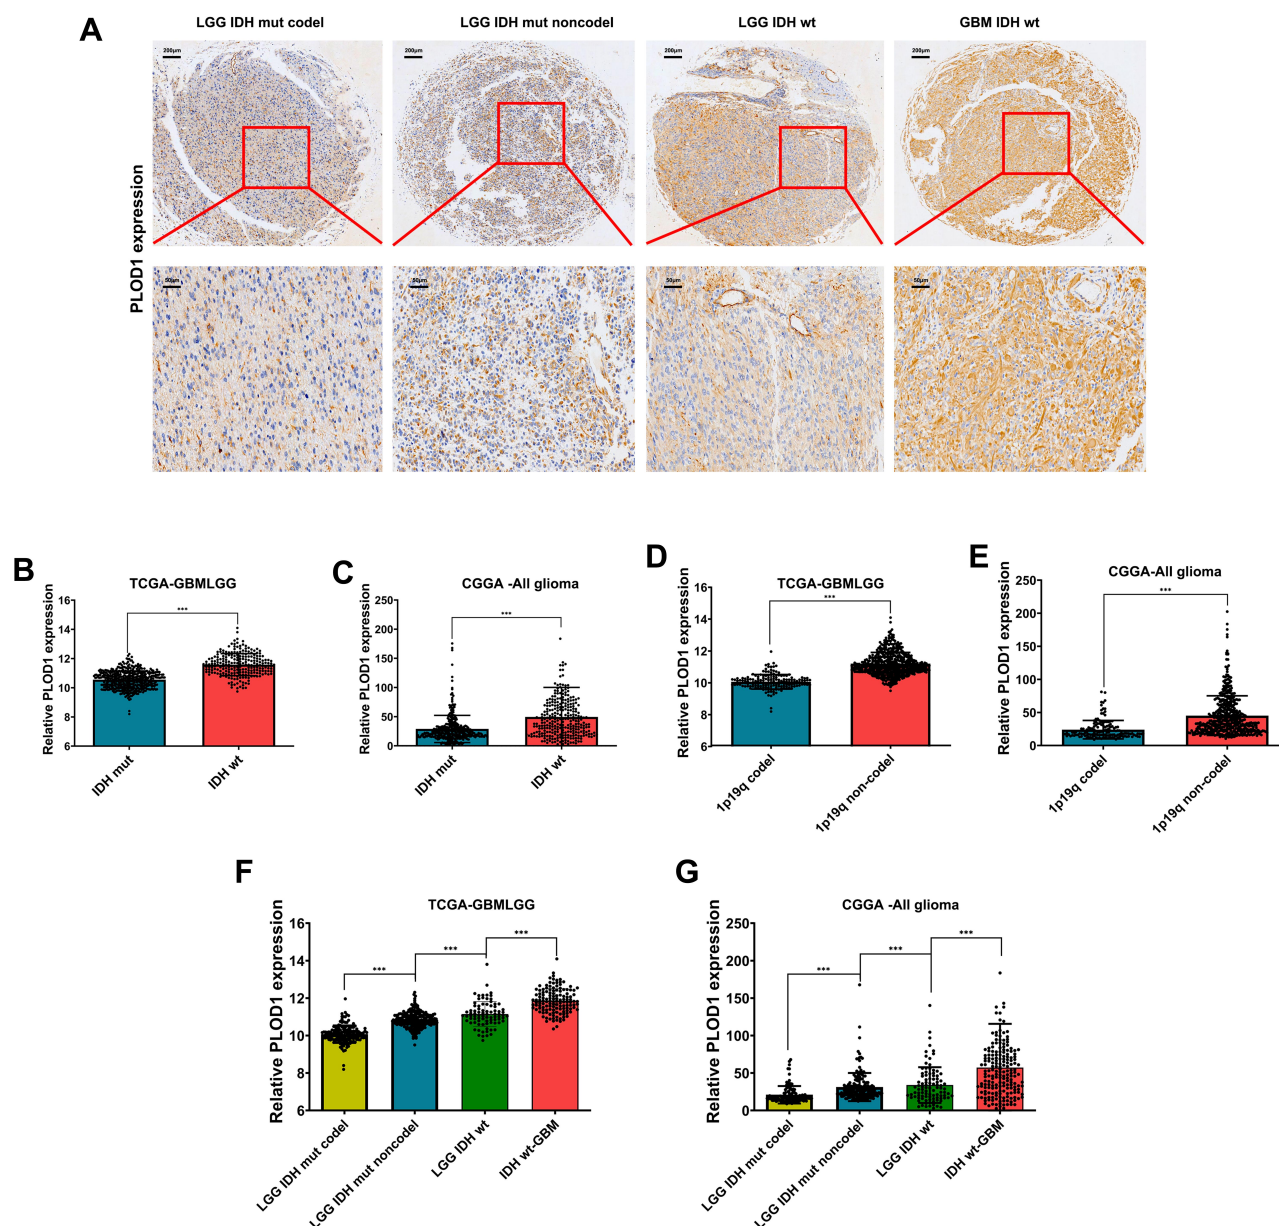 A
LGG IDH mut codel
LGG IDH mut noncodel
LGG IDH wt
GBM IDH wt
PLOD1 expression
200μm
200μm
200μm
200μm
50μm
50μm
50μm
50μm
B
TCGA-GBMLGG
Relative PLOD1 expression
16
14
12
10
8
6
***
IDH mut
IDH wt
C
CGGA -All glioma
Relative PLOD1 expression
250
200
150
100
50
0
***
IDH mut
IDH wt
D
TCGA-GBMLGG
Relative PLOD1 expression
16
14
12
10
8
6
***
1p19q codel
1p19q non-codel
E
CGGA-All glioma
Relative PLOD1 expression
250
200
150
100
50
0
***
1p19q codel
1p19q non-codel
F
TCGA-GBMLGG
Relative PLOD1 expression
16
14
12
10
8
6
***
***
***
LGG IDH mut codel
LGG IDH mut noncodel
LGG IDH wt
IDH wt-GBM
G
CGGA -All glioma
Relative PLOD1 expression
250
200
150
100
50
0
***
***
***
LGG IDH mut codel
LGG IDH mut noncodel
LGG IDH wt
IDH wt-GBM